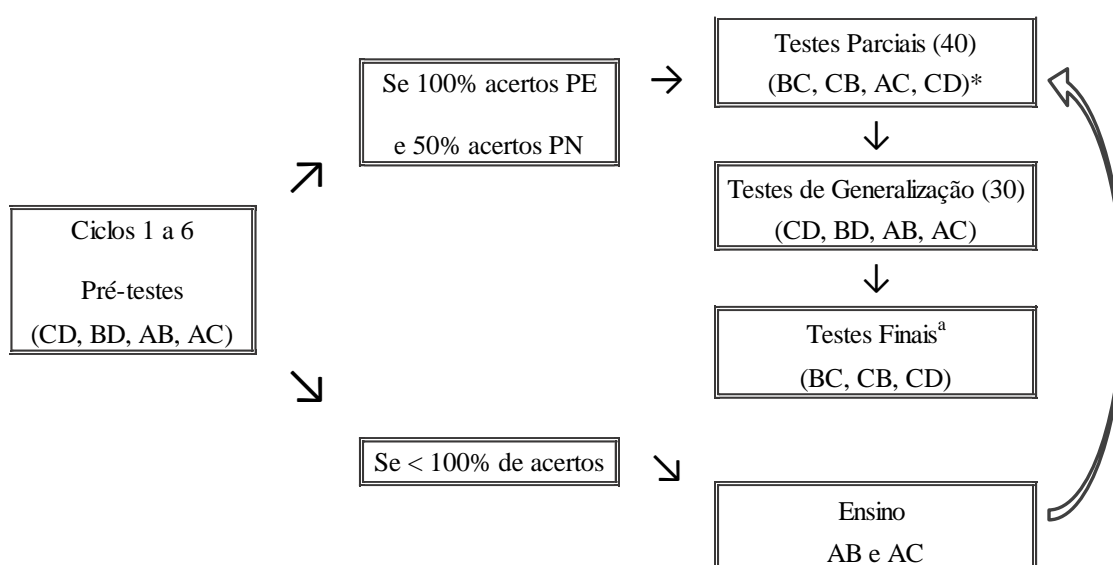 Ciclos 1 a 6
Pré-testes
(CD, BD, AB, AC)
Se 100% acertos PE
e 50% acertos PN
Testes Parciais (40)
(BC, CB, AC, CD)*
Testes de Generalização (30)
(CD, BD, AB, AC)
Testes Finaisª
(BC, CB, CD)
Se < 100% de acertos
Ensino
AB e AC